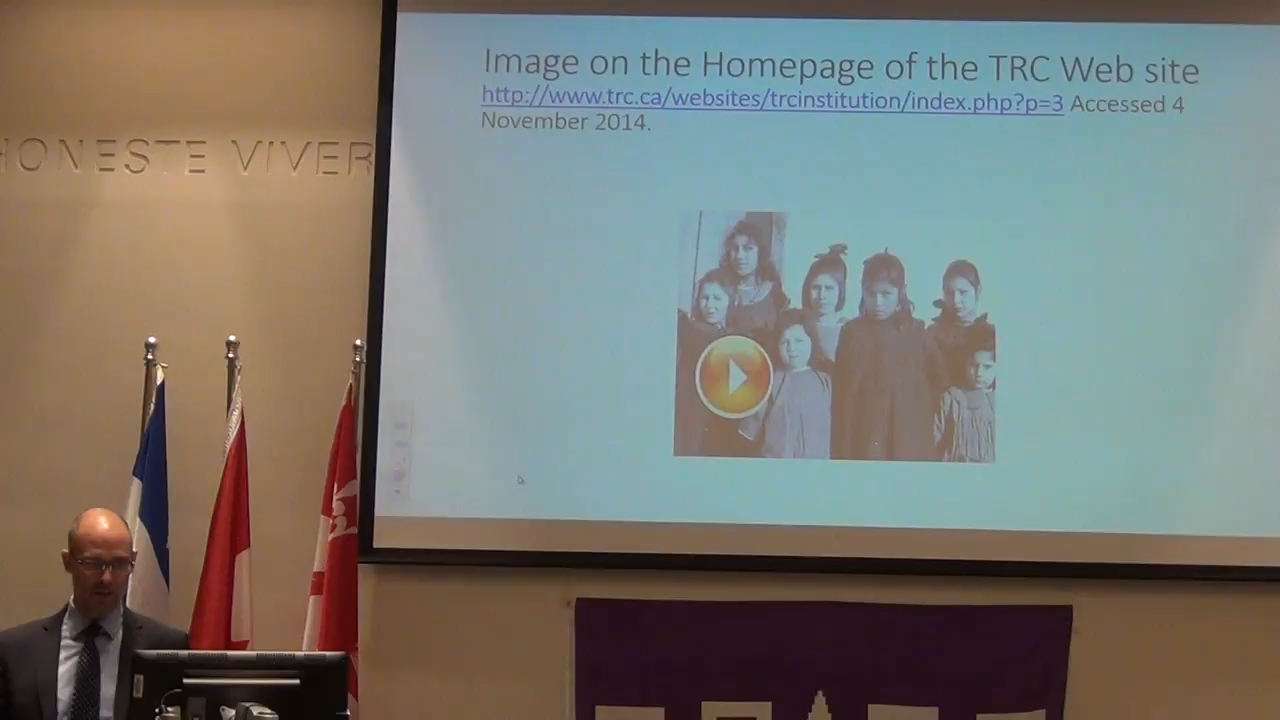 Image on the Homepage of the TRC Web site
http://www.trc.ca/websites/trcinstitution/index.php?p=3 Accessed 4
November 2014.
HONESTE VIVER